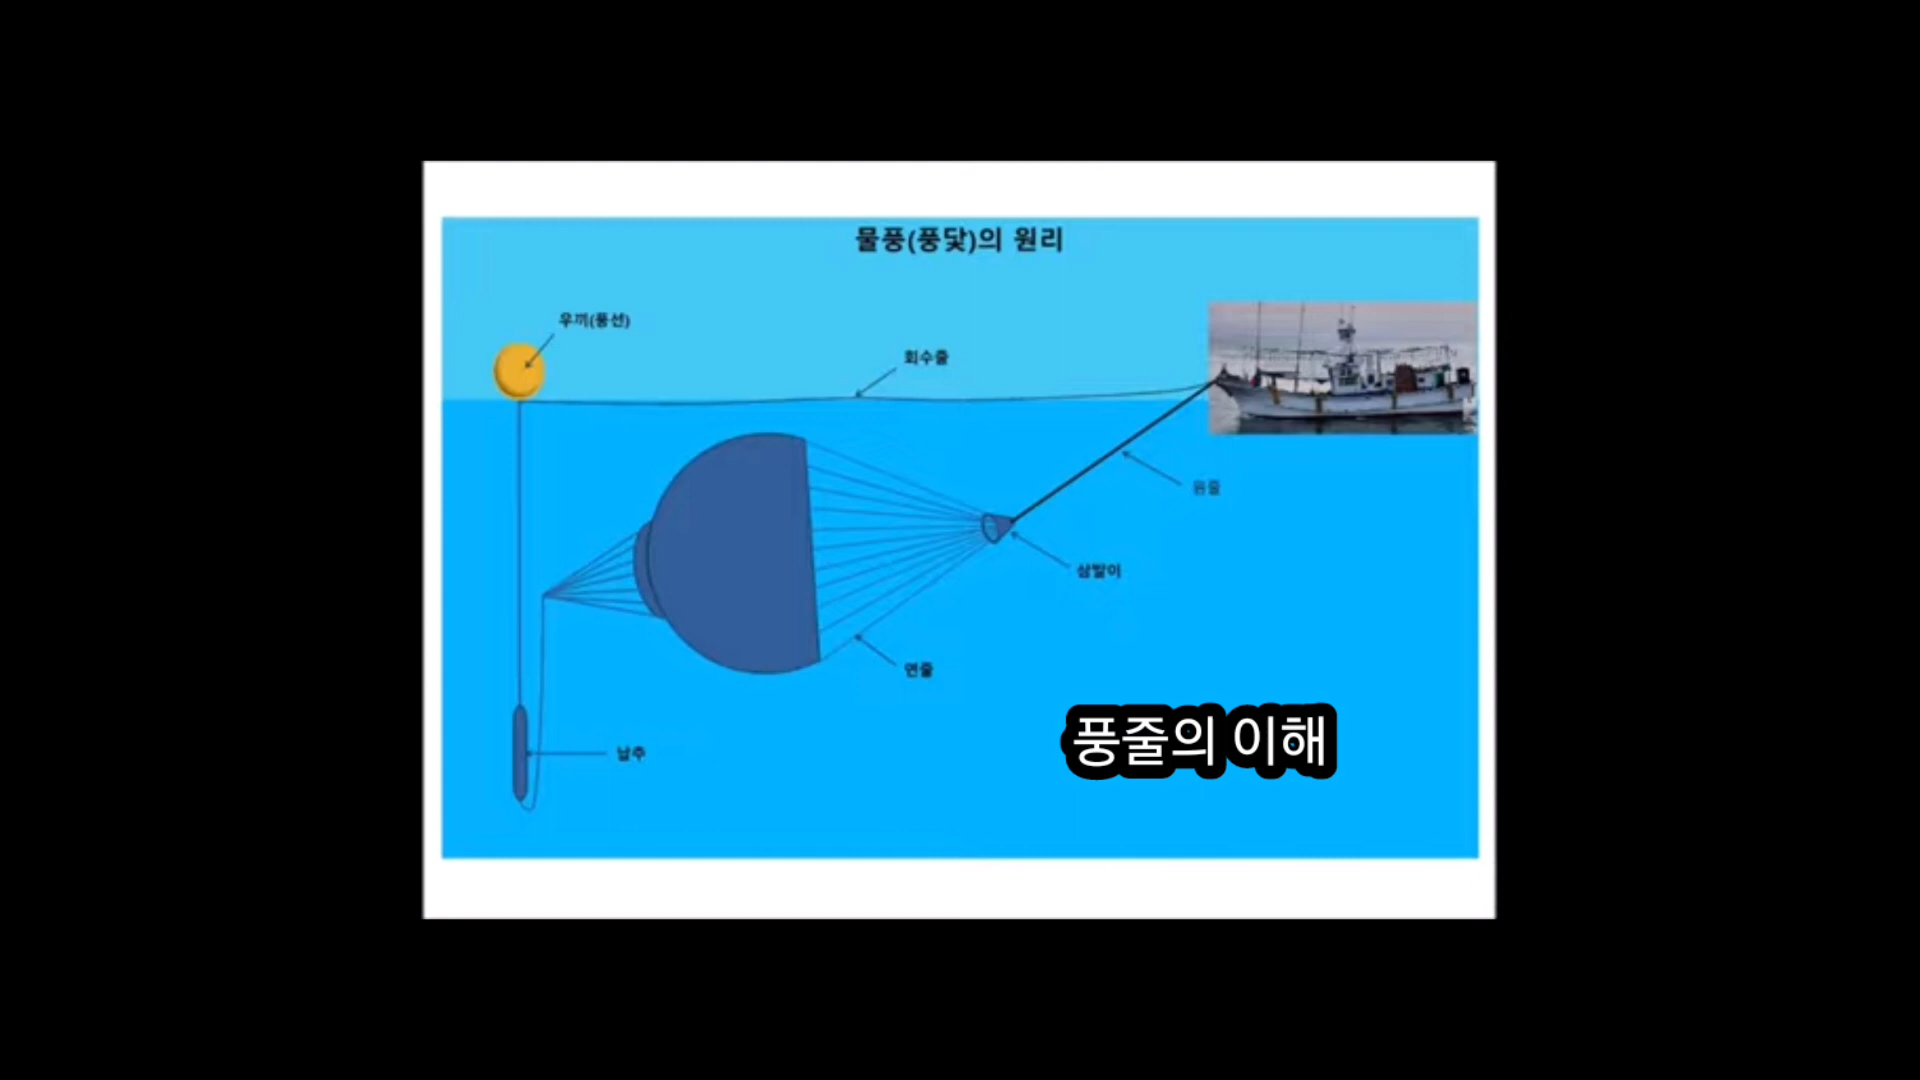 물풍(풍닻)의 원리
우끼(풍선)
회수줄
원줄
삼발이
연줄
납추
풍줄의 이해